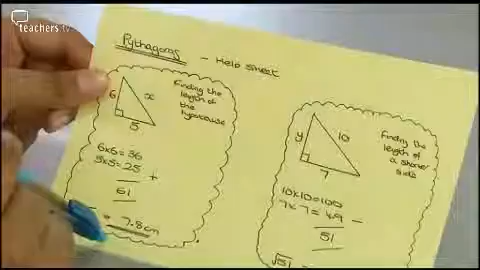 teachers tv
Pythagoras - Help Sheet
6
x
5
Finding the
length of
the
hypotenuse
6x6=36
5x5=25 +
61
= 7.8cm
y
10
7
Finding the
length of
a shorter
side
10x10=100
7x7=49 -
51
√51 =